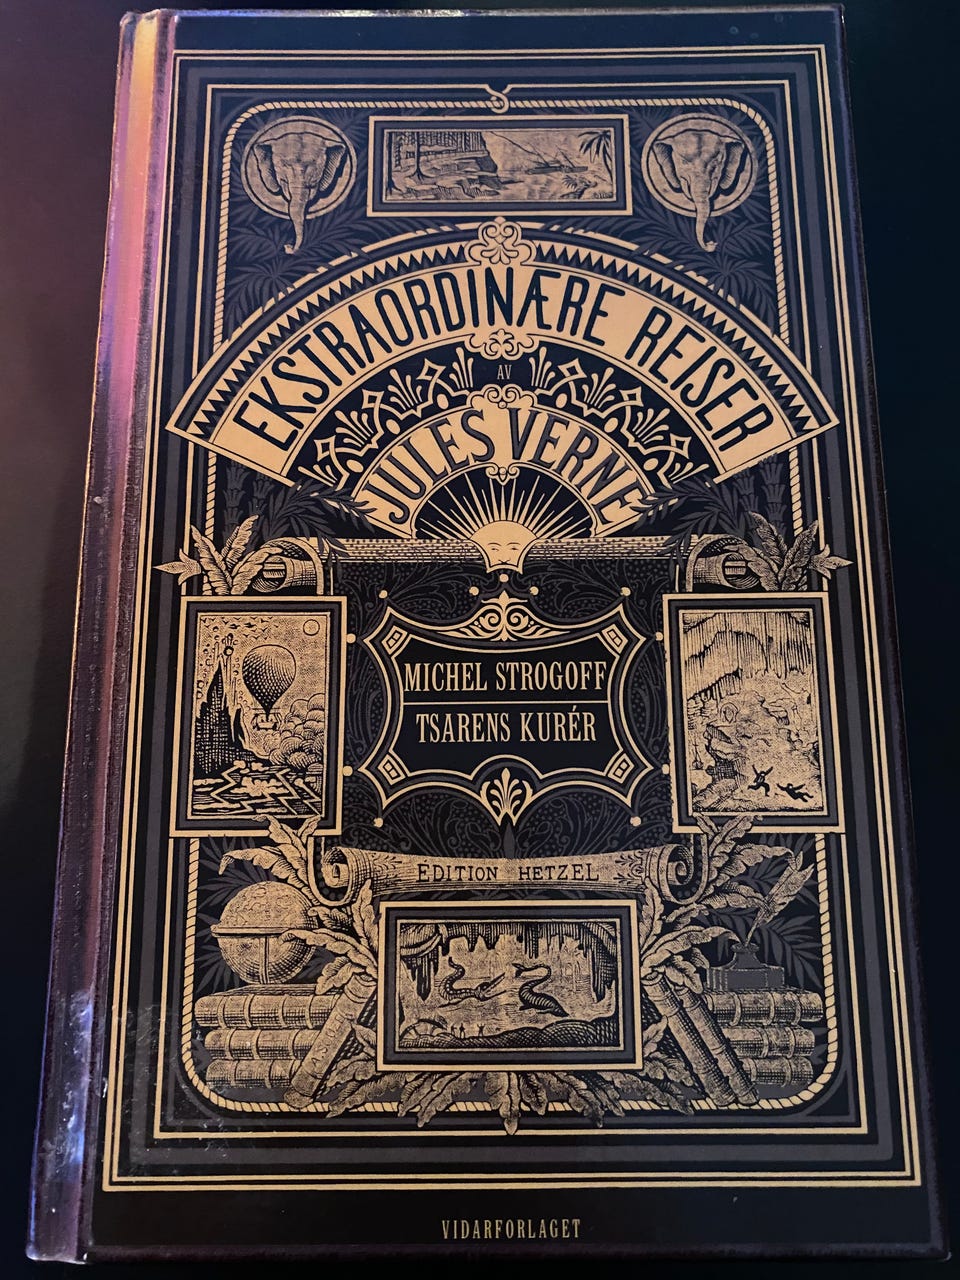 EKSTRAORDINÆRE REISER
AV
JULES VERNE
MICHEL STROGOFF
TSARENS KURÉR
ÉDITION HETZEL
VIDARFORLAGET